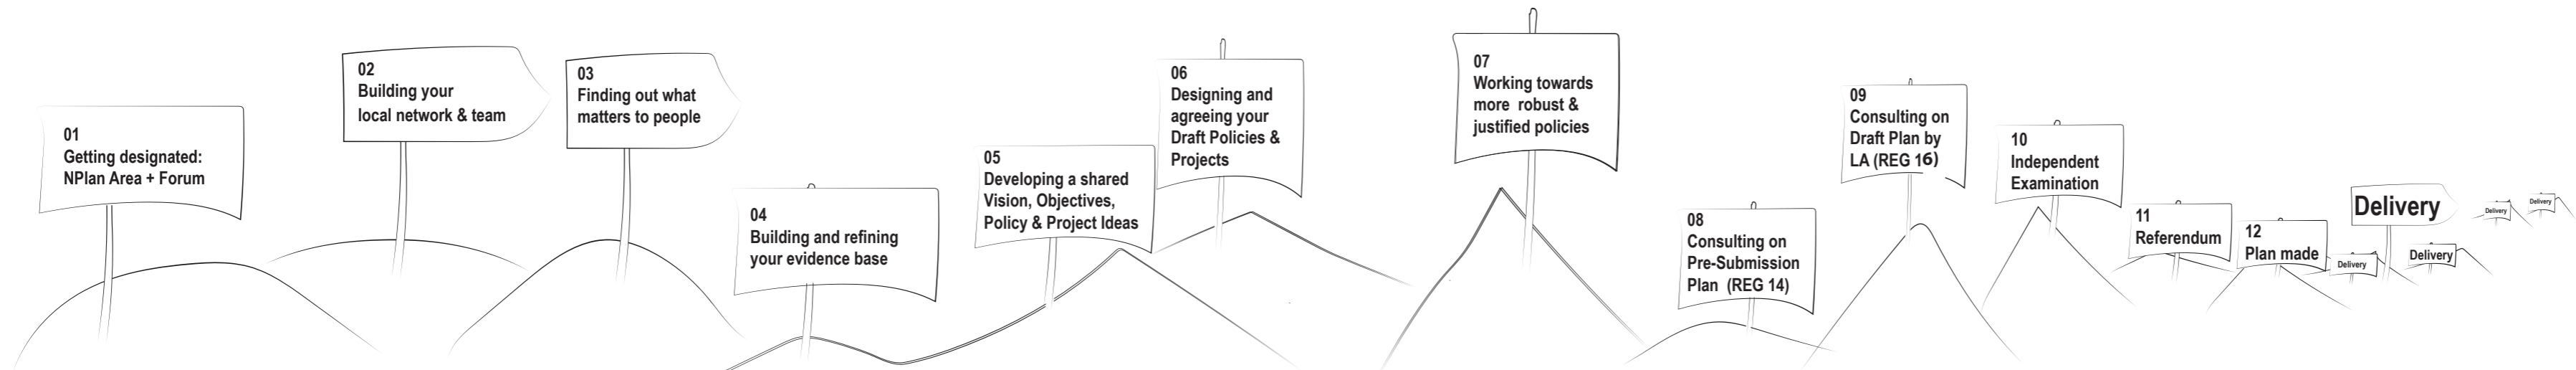 01
Getting designated:
NPlan Area + Forum
02
Building your
local network & team
03
Finding out what
matters to people
04
Building and refining
your evidence base
05
Developing a shared
Vision, Objectives,
Policy & Project Ideas
06
Designing and
agreeing your
Draft Policies &
Projects
07
Working towards
more robust &
justified policies
08
Consulting on
Pre-Submission
Plan (REG 14)
09
Consulting on
Draft Plan by
LA (REG 16)
10
Independent
Examination
11
Referendum
12
Plan made
Delivery
Delivery
Delivery
Delivery
Delivery